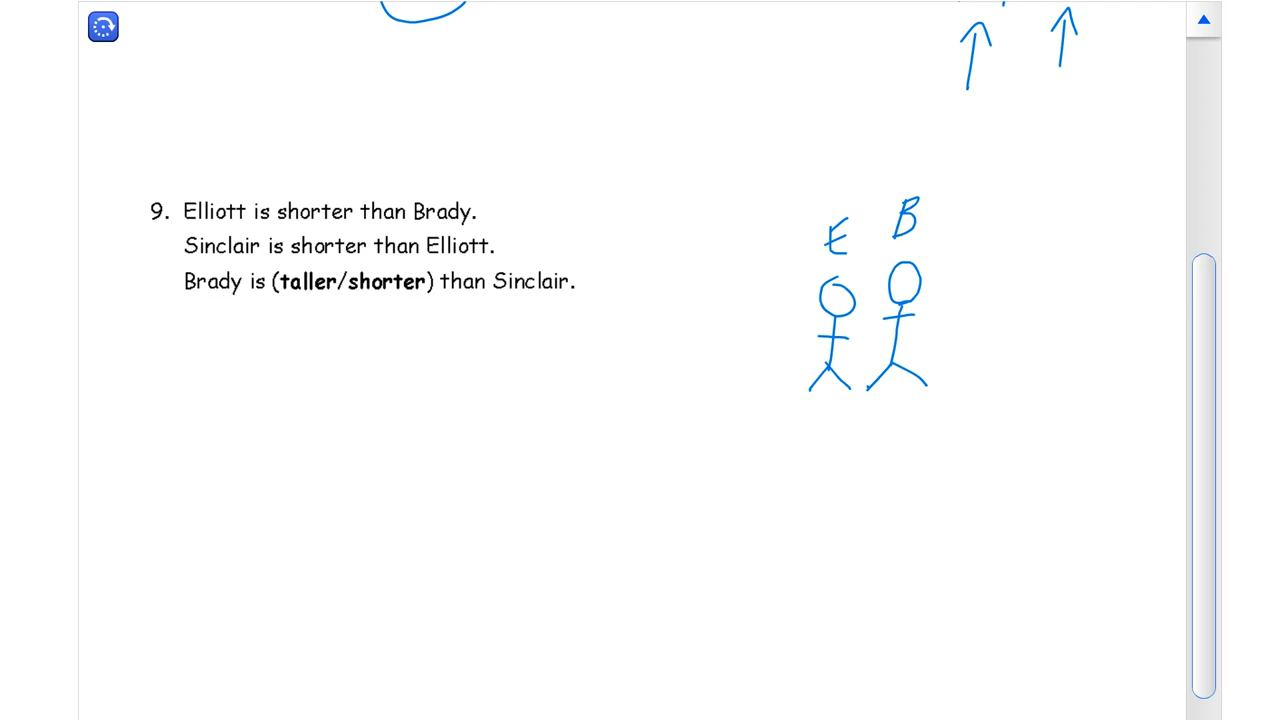 9. Elliott is shorter than Brady.
Sinclair is shorter than Elliott.
Brady is (taller/shorter) than Sinclair.
E
B